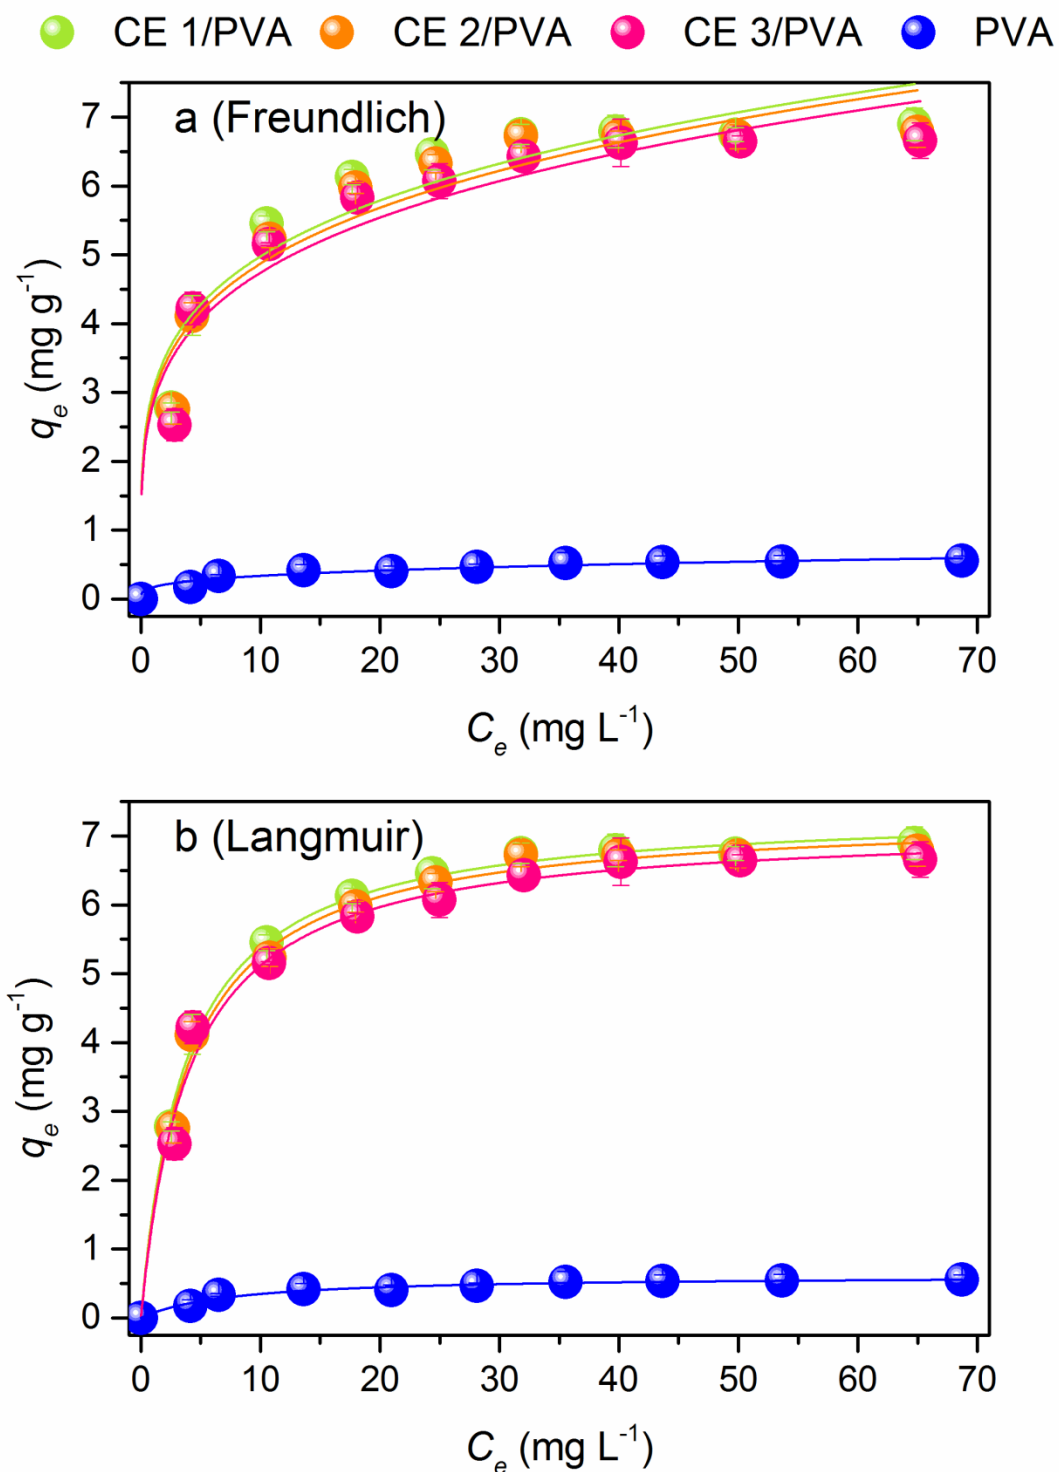 CE 1/PVA CE 2/PVA CE 3/PVA PVA
a (Freundlich)
7
6
5
4
3
2
1
0
qₑ (mg g⁻¹)
0 10 20 30 40 50 60 70
Cₑ (mg L⁻¹)
b (Langmuir)
7
6
5
4
3
2
1
0
qₑ (mg g⁻¹)
0 10 20 30 40 50 60 70
Cₑ (mg L⁻¹)